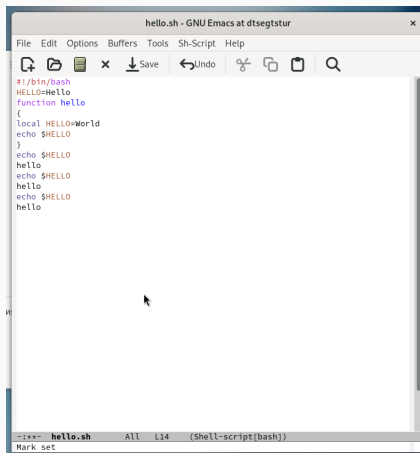 hello.sh - GNU Emacs at dtsegtstur
File Edit Options Buffers Tools Sh-Script Help
Save Undo
#!/bin/bash
HELLO=Hello
function hello
{
local HELLO=World
echo $HELLO
}
echo $HELLO
hello
echo $HELLO
hello
echo $HELLO
hello
-:**- hello.sh All L14 (Shell-script[bash])
Mark set